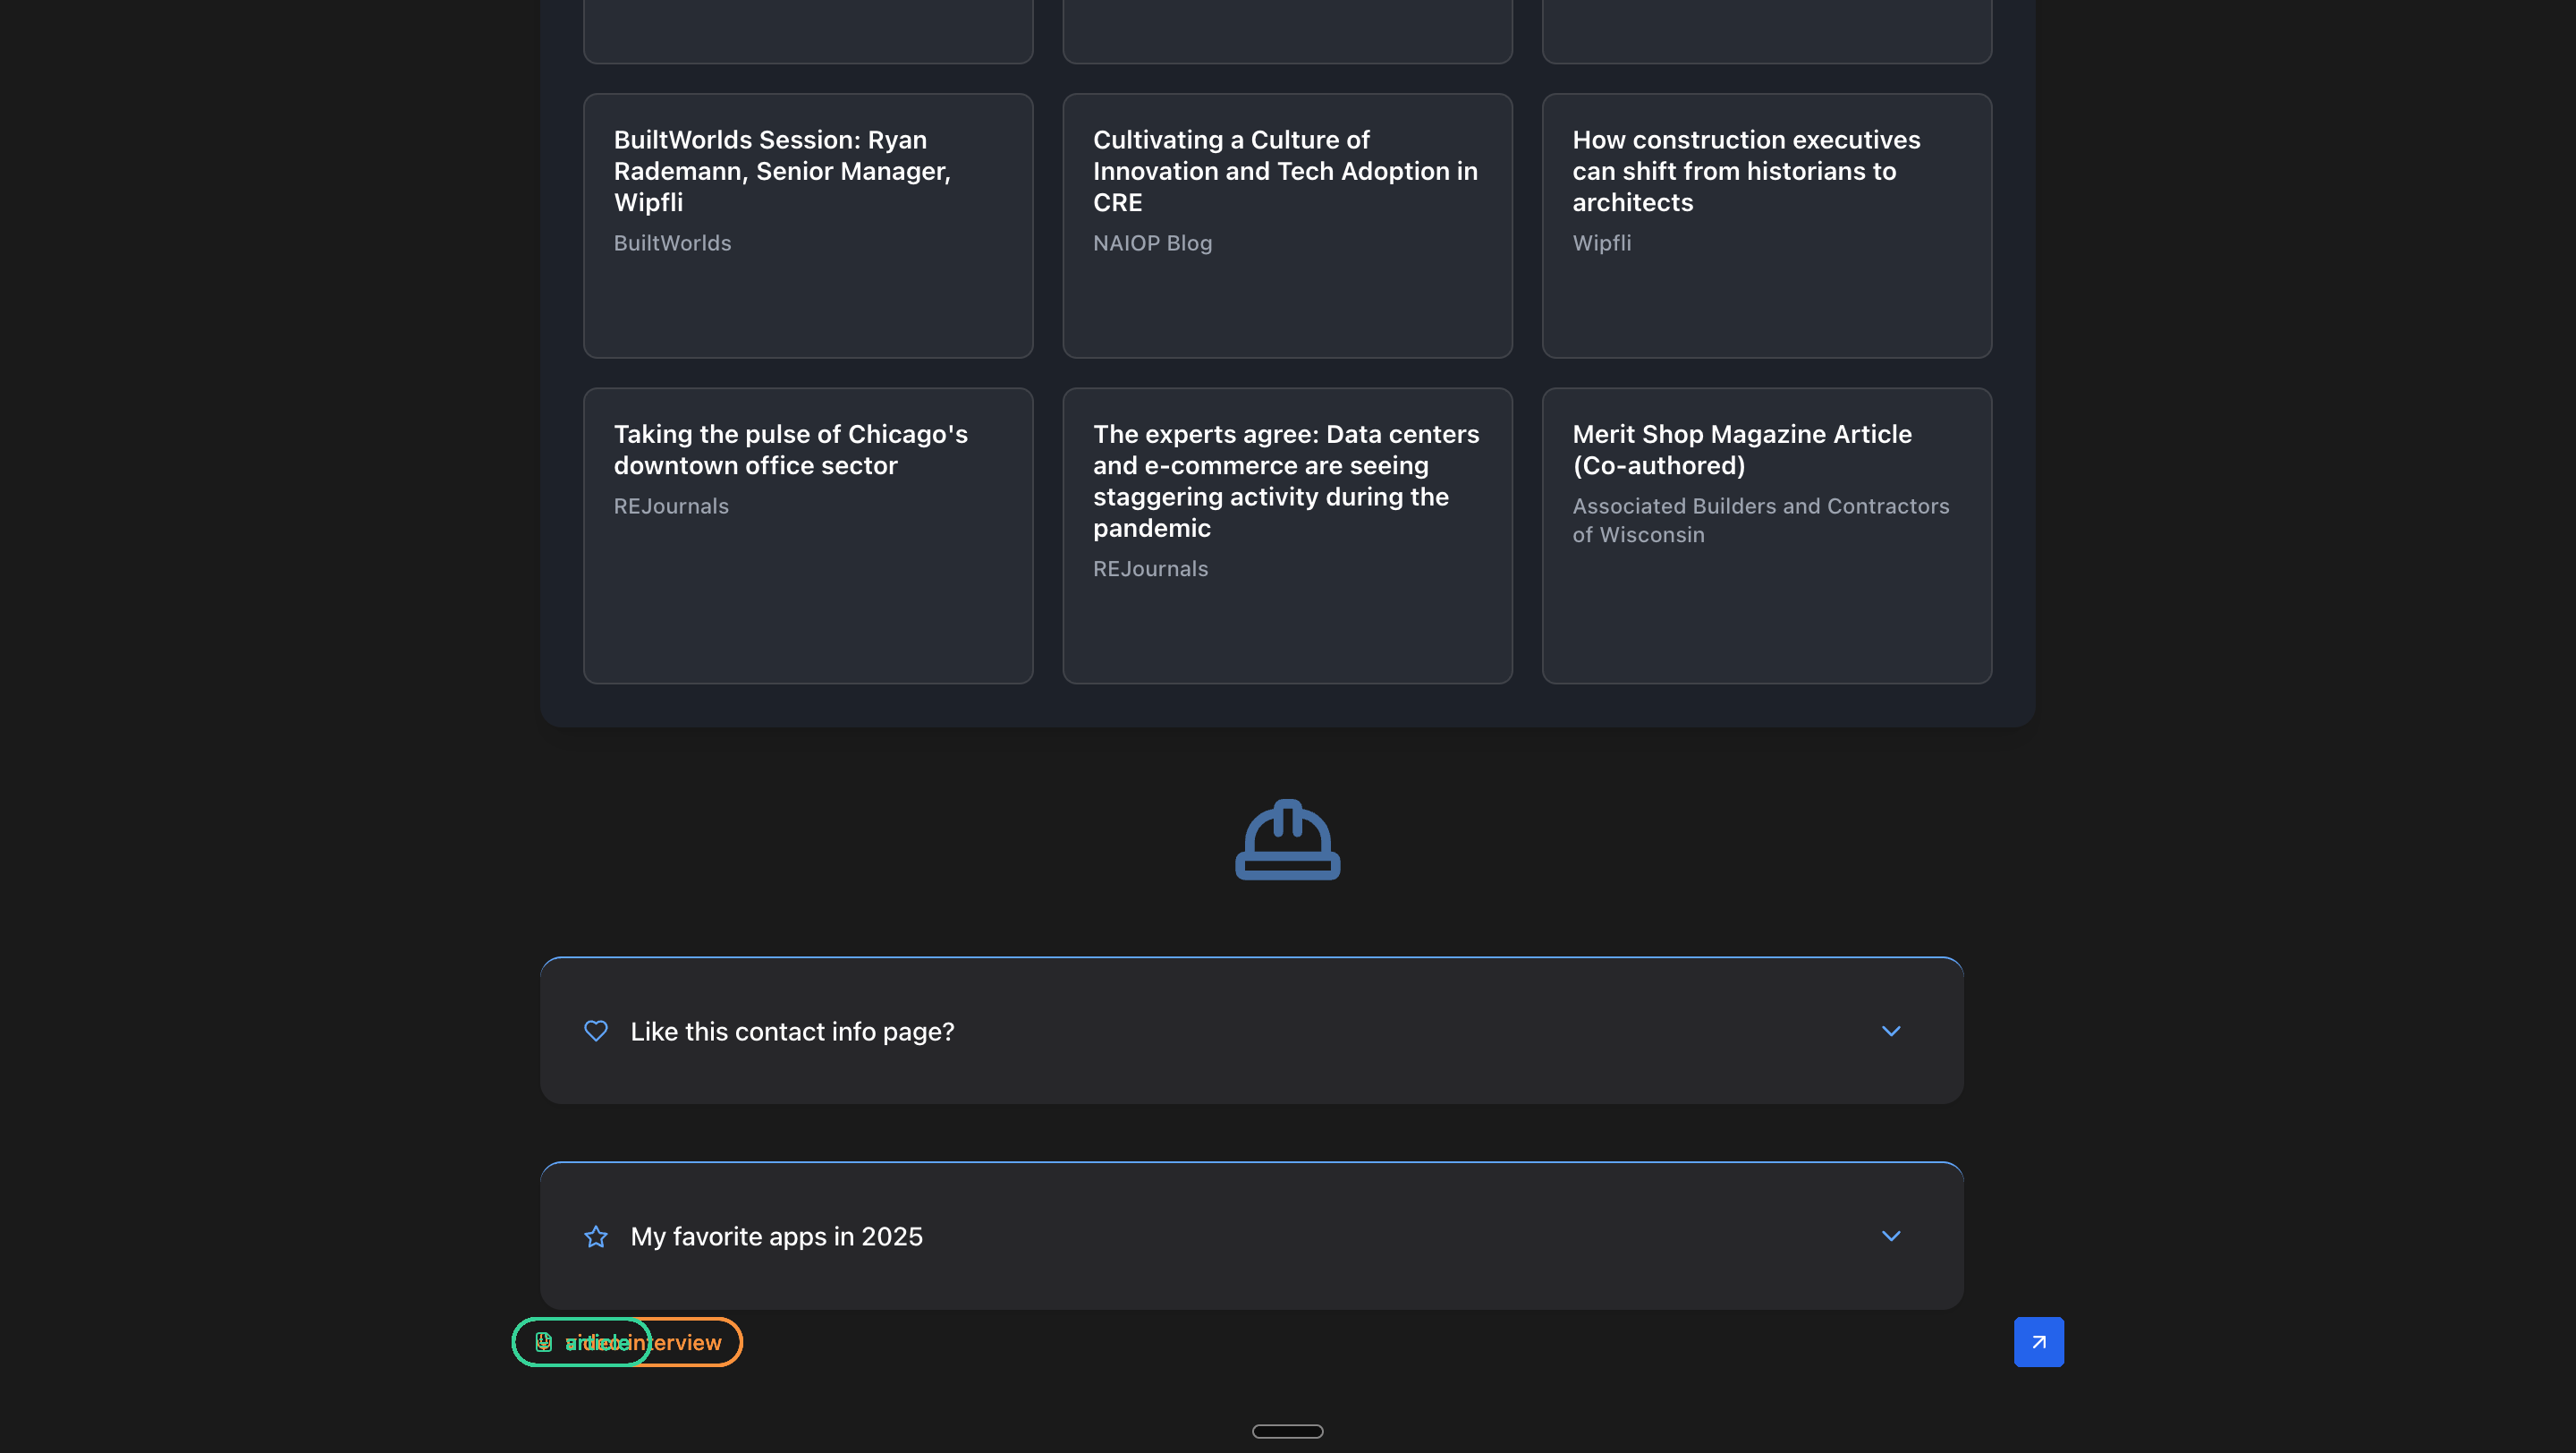 BuiltWorlds Session: Ryan
Rademann, Senior Manager,
Wipfli
BuiltWorlds
Cultivating a Culture of
Innovation and Tech Adoption in
CRE
NAIOP Blog
How construction executives
can shift from historians to
architects
Wipfli
Taking the pulse of Chicago's
downtown office sector
REJournals
The experts agree: Data centers
and e-commerce are seeing
staggering activity during the
pandemic
REJournals
Merit Shop Magazine Article
(Co-authored)
Associated Builders and Contractors
of Wisconsin
Like this contact info page?
My favorite apps in 2025
article
video interview